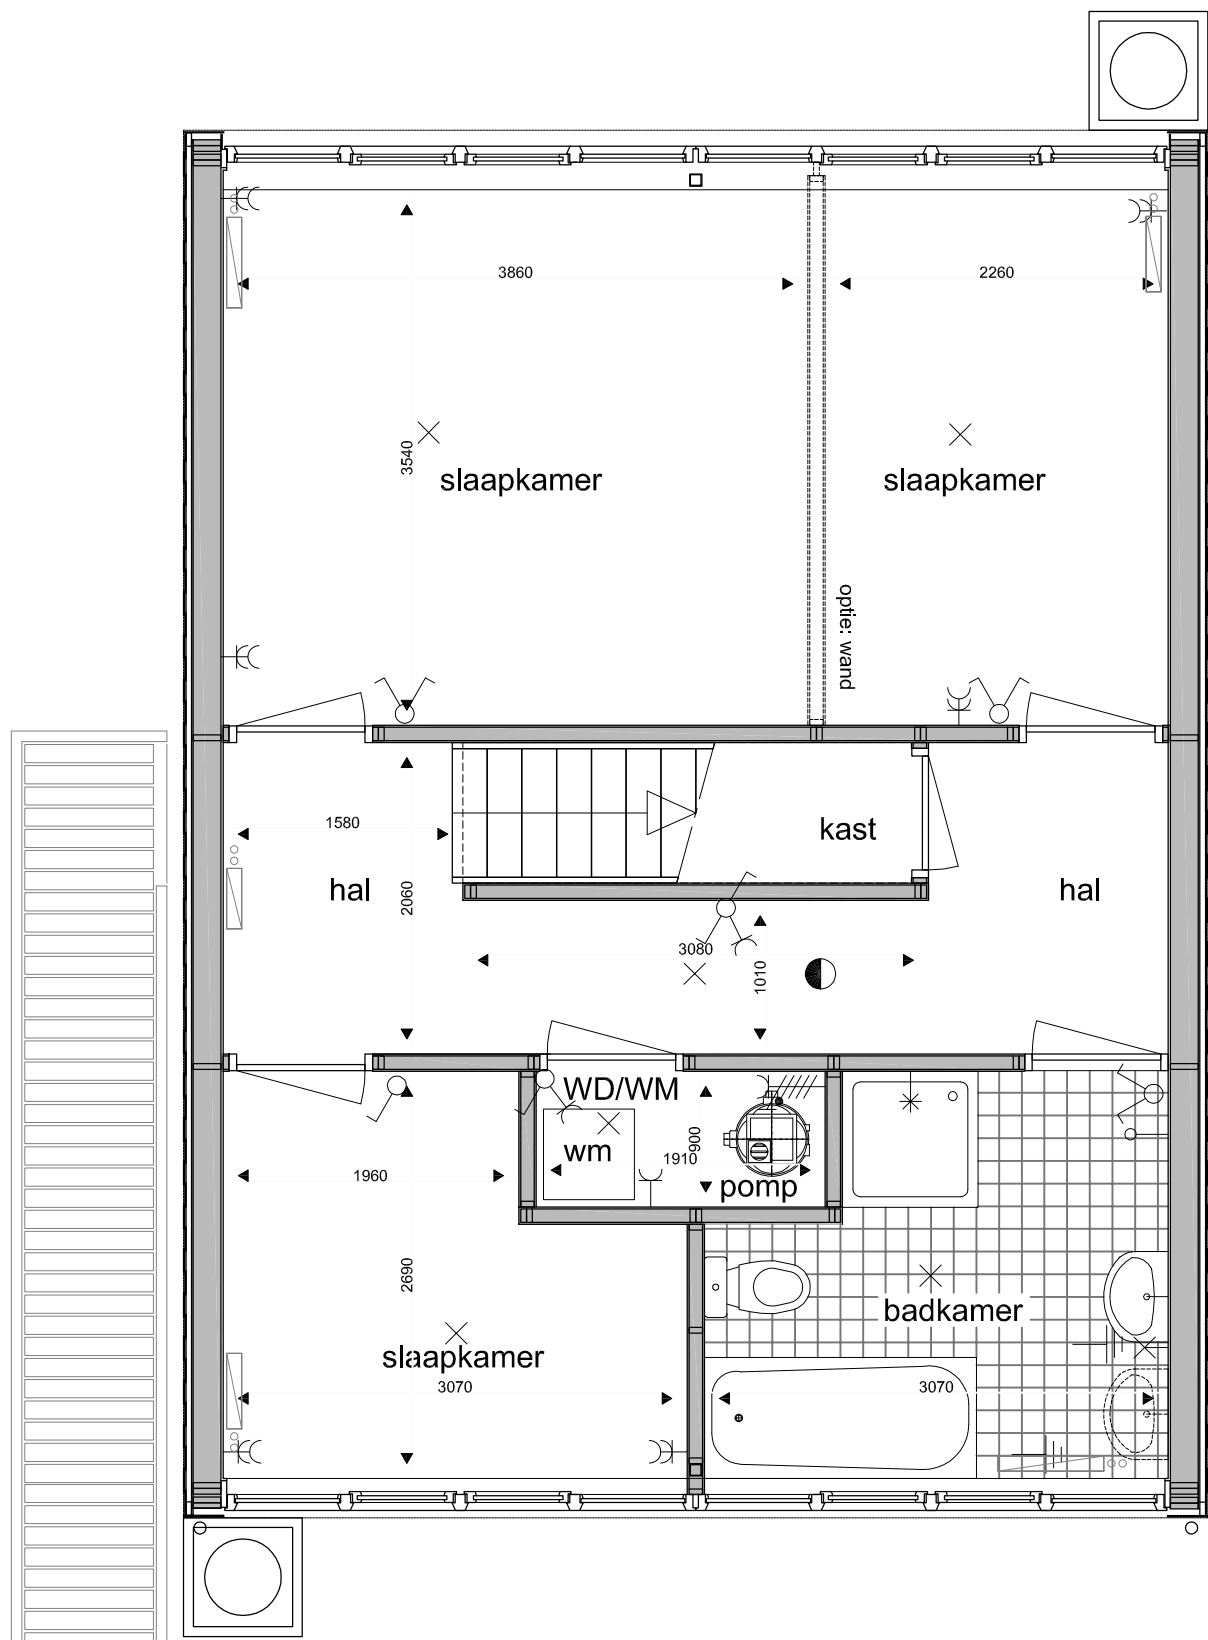 3860
2260
3540
slaapkamer
slaapkamer
optie: wand
1580
kast
hal
2060
hal
3080
1010
WD/WM
wm
900
1910
pomp
1960
2690
badkamer
slaapkamer
3070
3070